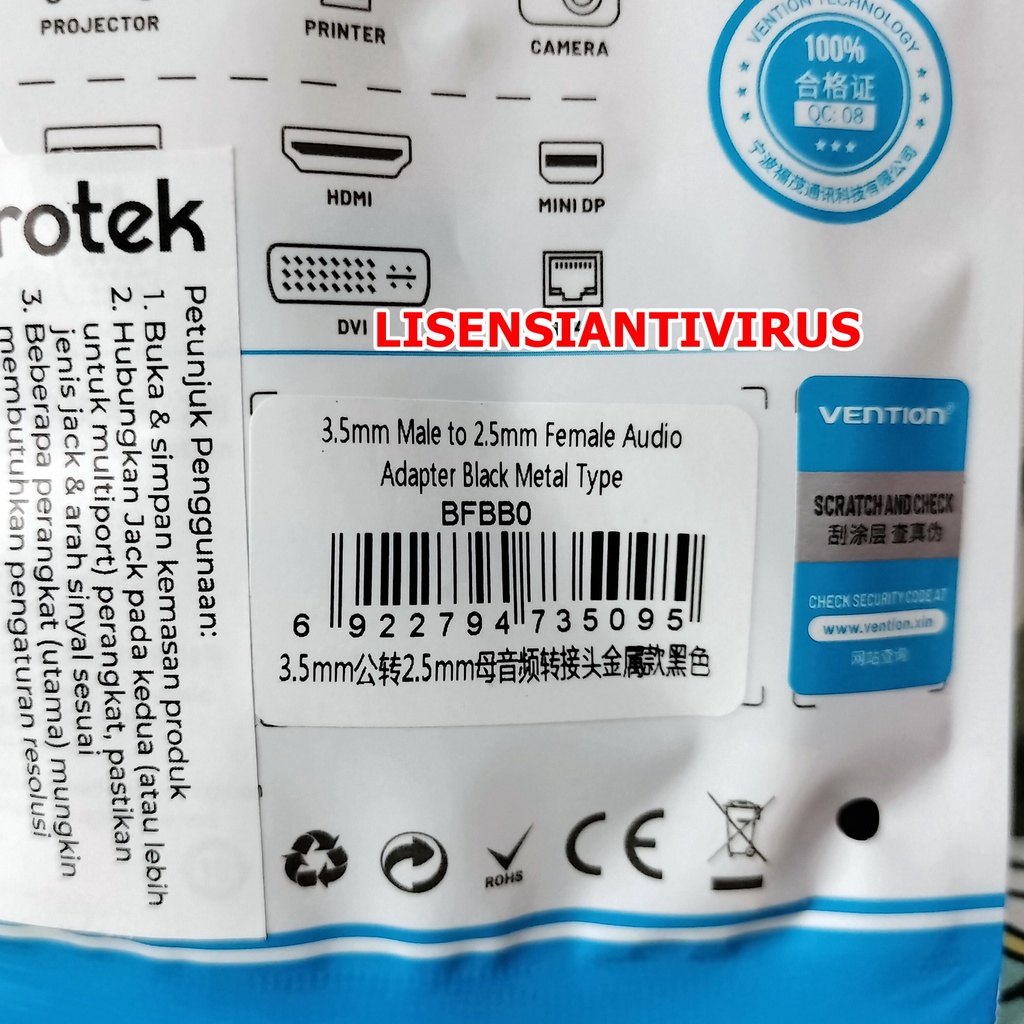 PROJECTOR
PRINTER
CAMERA
VENTION TECHNOLOGY
100%
合格证
QC: 08
宁波福茂通讯科技有限公司
HDMI
MINI DP
DVI
LISENSIANTIVIRUS
rotek
Petunjuk Penggunaan:
1. Buka & simpan kemasan produk
2. Hubungkan Jack pada kedua (atau lebih
untuk multiport) perangkat, pastikan
jenis jack & arah sinyal sesuai
3. Beberapa perangkat (utama) mungkin
membutuhkan pengaturan resolusi
3.5mm Male to 2.5mm Female Audio
Adapter Black Metal Type
BFBB0
6 922794 735095
3.5mm公转2.5mm母音频转接头金属款黑色
VENTION
SCRATCH AND CHECK
刮涂层 查真伪
CHECK SECURITY CODE AT
www.vention.xin
网站查询
ROHS
CE